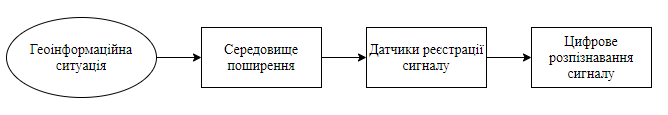 Геоінформаційна
ситуація
Середовище
поширення
Датчики реєстрації
сигналу
Цифрове
розпізнавання
сигналу